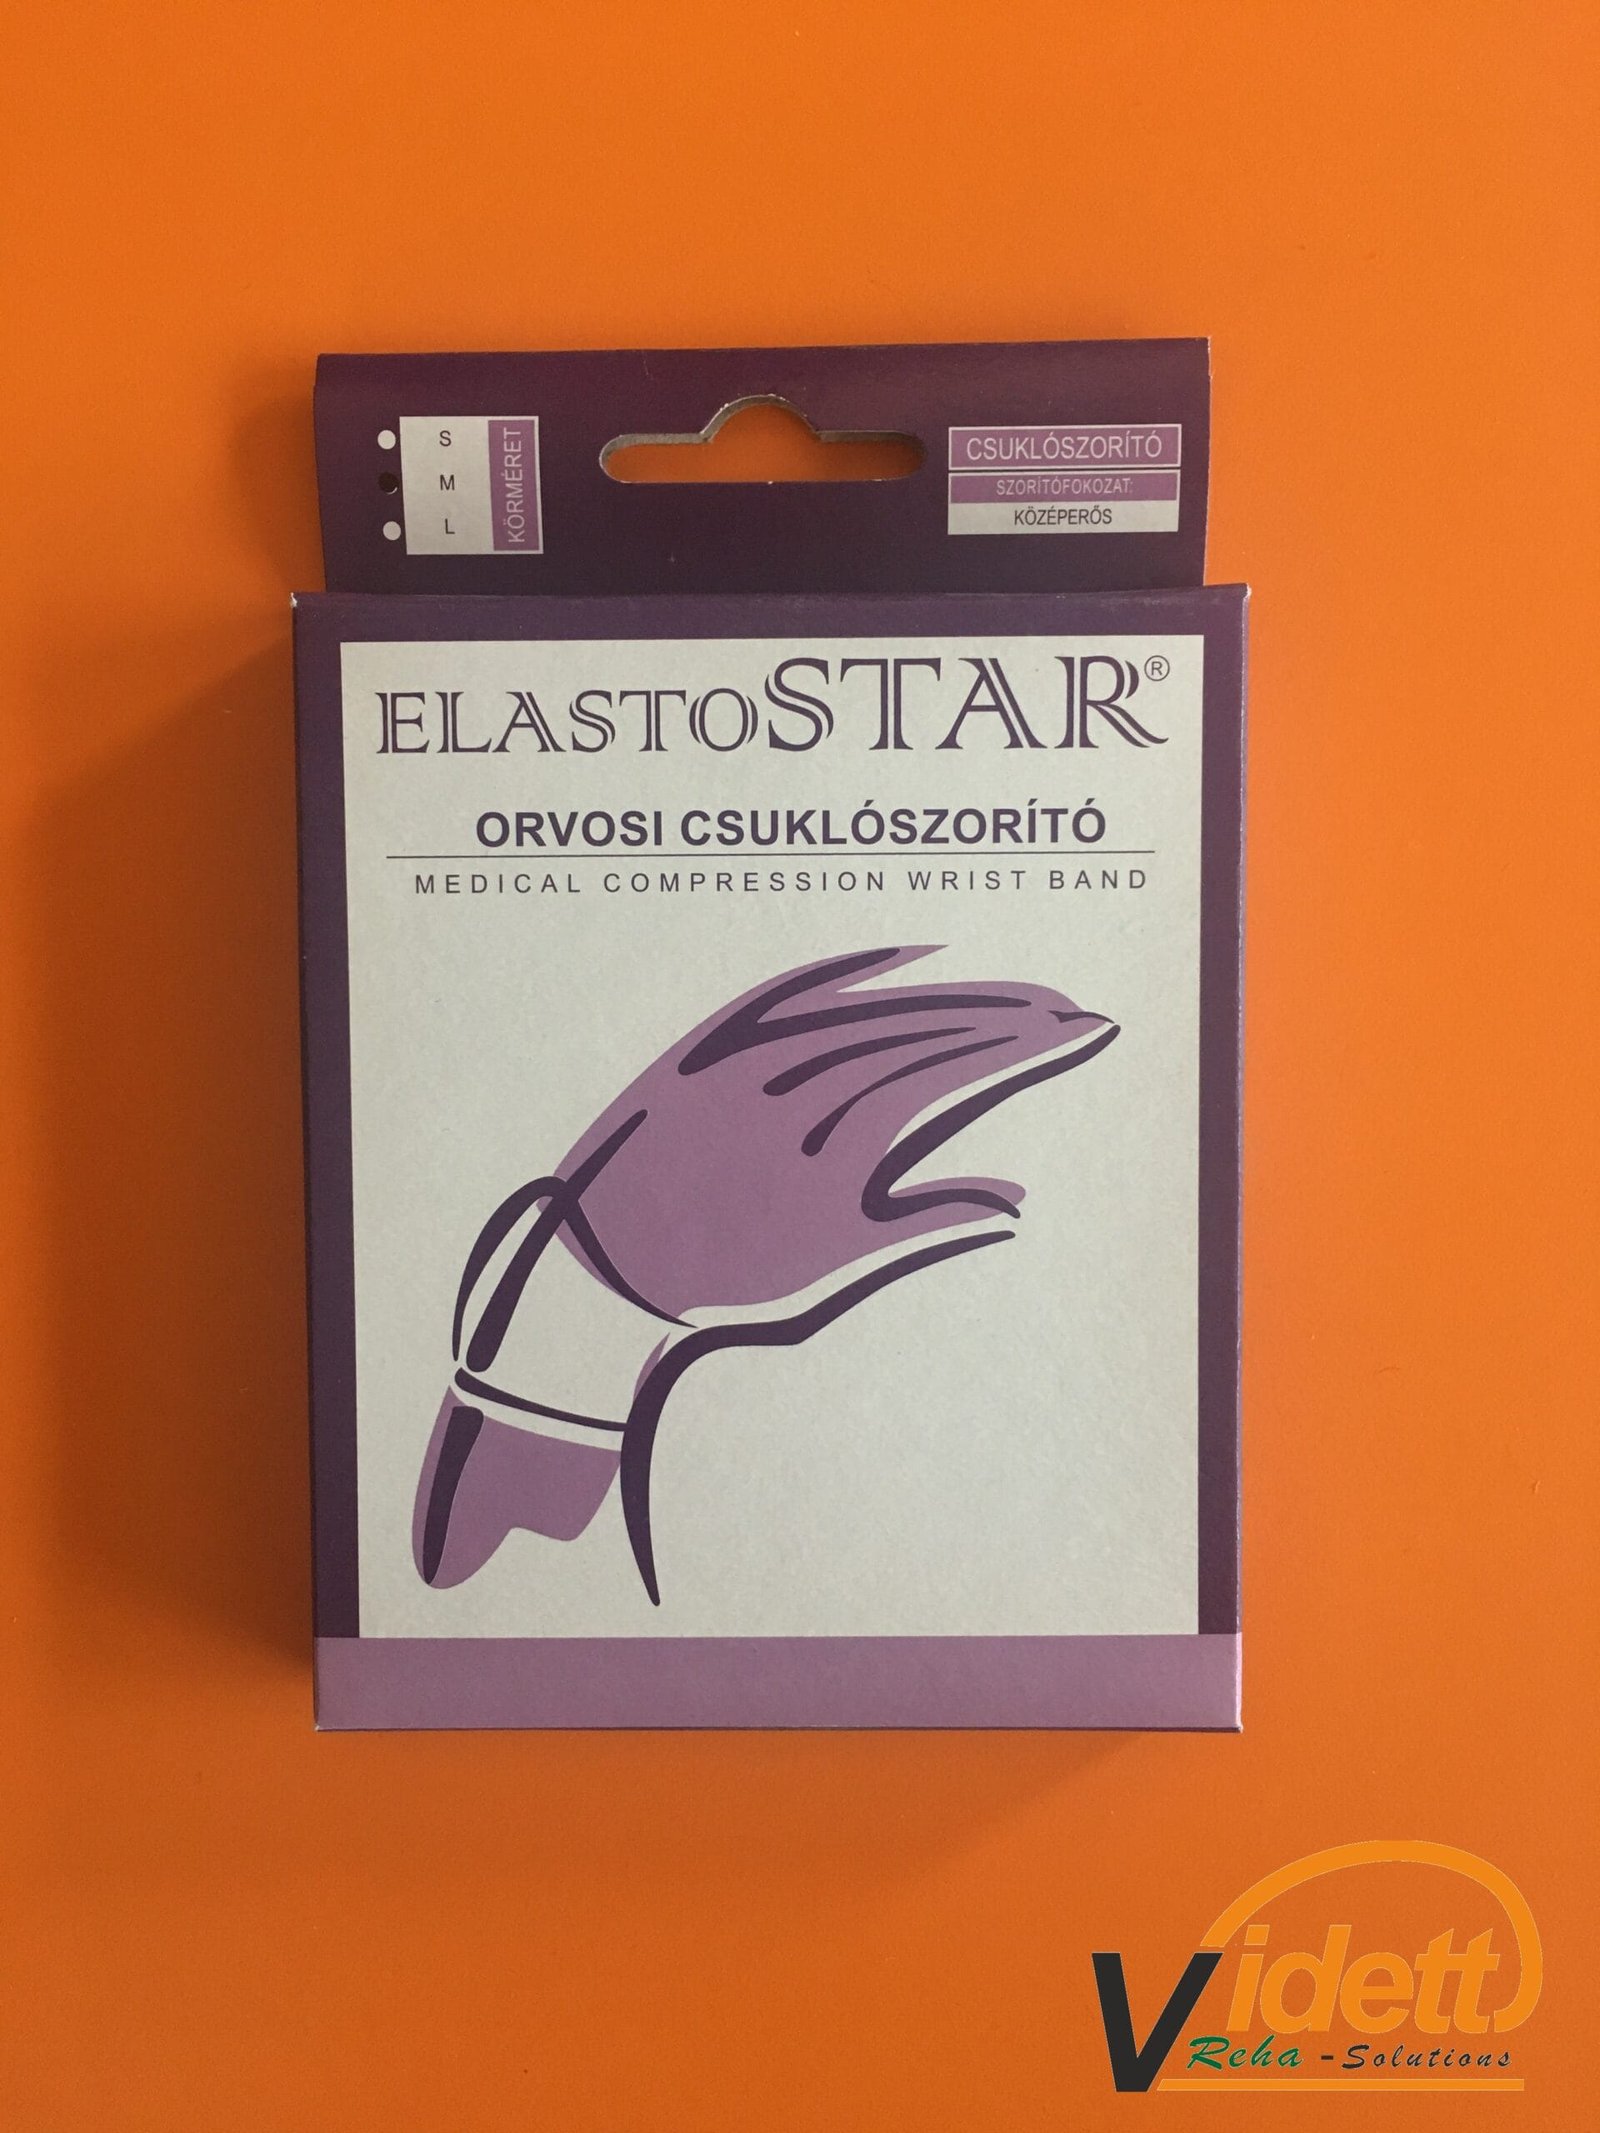 S
M
L
KÖRMÉRET
CSUKLÓSZORÍTÓ
SZORÍTÓFOKOZAT:
KÖZÉPERŐS
ELASTOSTAR®
ORVOSI CSUKLÓSZORÍTÓ
MEDICAL COMPRESSION WRIST BAND
Vidett
Reha - Solutions